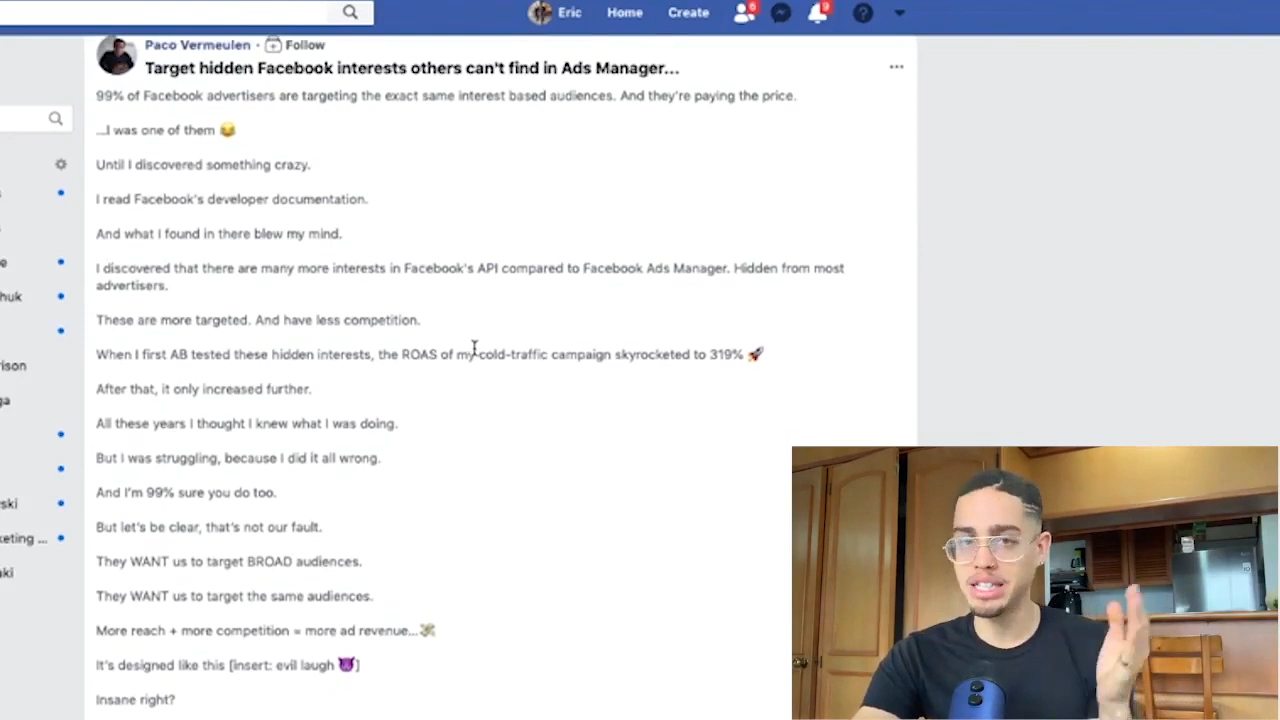 Eric Home Create 6 9
Paco Vermeulen · Follow
Target hidden Facebook interests others can't find in Ads Manager...
99% of Facebook advertisers are targeting the exact same interest based audiences. And they're paying the price.
...I was one of them 😂
Until I discovered something crazy.
I read Facebook's developer documentation.
And what I found in there blew my mind.
I discovered that there are many more interests in Facebook's API compared to Facebook Ads Manager. Hidden from most
advertisers.
huk
These are more targeted. And have less competition.
When I first AB tested these hidden interests, the ROAS of my cold-traffic campaign skyrocketed to 319% 🚀
rison
After that, it only increased further.
ga
All these years I thought I knew what I was doing.
But I was struggling, because I did it all wrong.
And I'm 99% sure you do too.
ski
But let's be clear, that's not our fault.
keting ...
They WANT us to target BROAD audiences.
ki
They WANT us to target the same audiences.
More reach + more competition = more ad revenue...💸
It's designed like this [insert: evil laugh 😈]
Insane right?